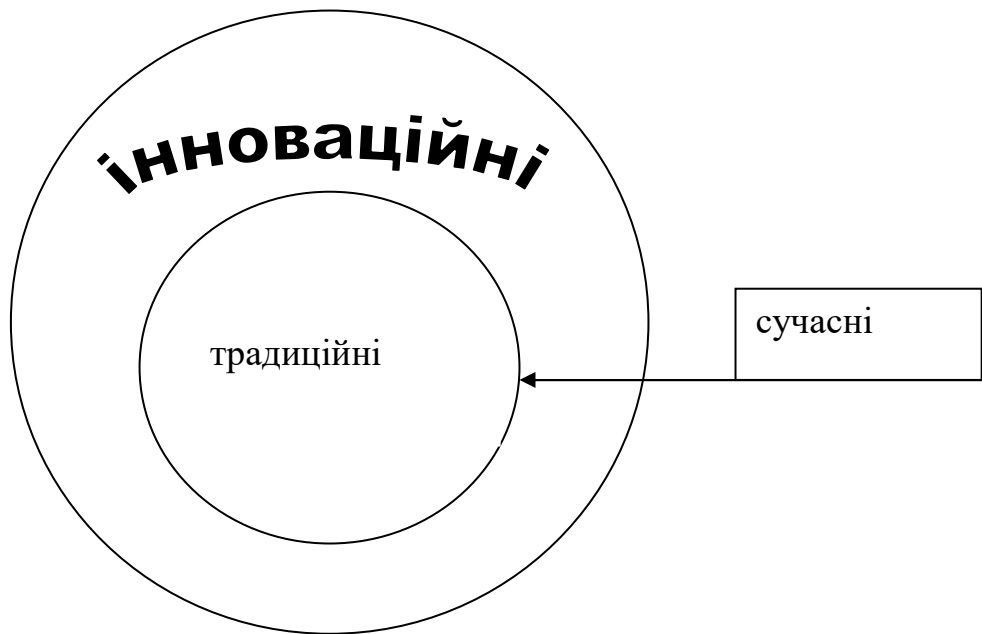 інноваційні
традиційні
сучасні